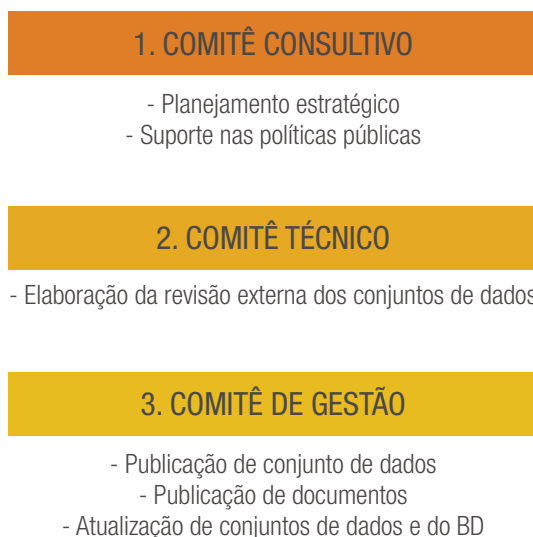 1. COMITÊ CONSULTIVO
- Planejamento estratégico
- Suporte nas políticas públicas
2. COMITÊ TÉCNICO
- Elaboração da revisão externa dos conjuntos de dados
3. COMITÊ DE GESTÃO
- Publicação de conjunto de dados
- Publicação de documentos
- Atualização de conjuntos de dados e do BD